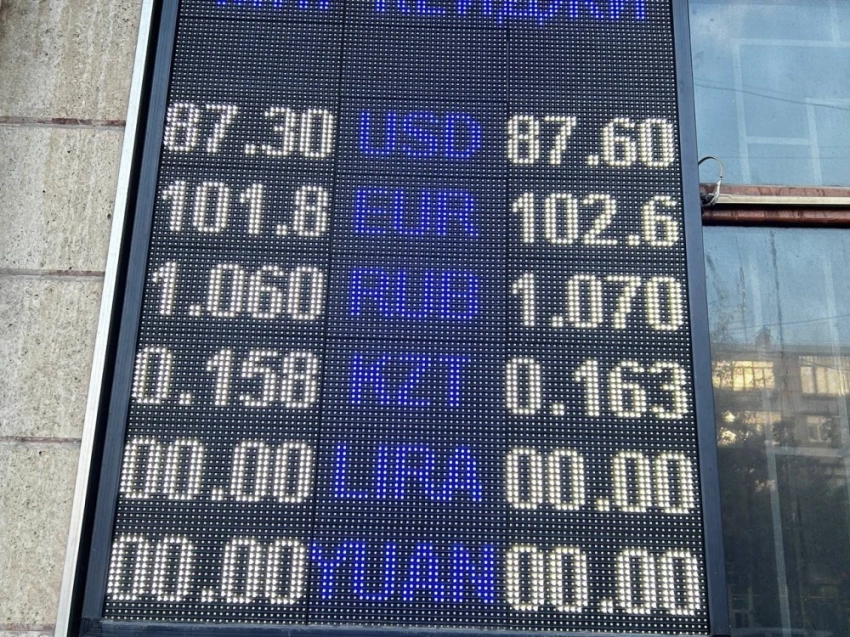 87.30 USD 87.60
101.8 EUR 102.6
1.060 RUB 1.070
0.158 KZT 0.163
00.00 LIRA 00.00
00.00 YUAN 00.00